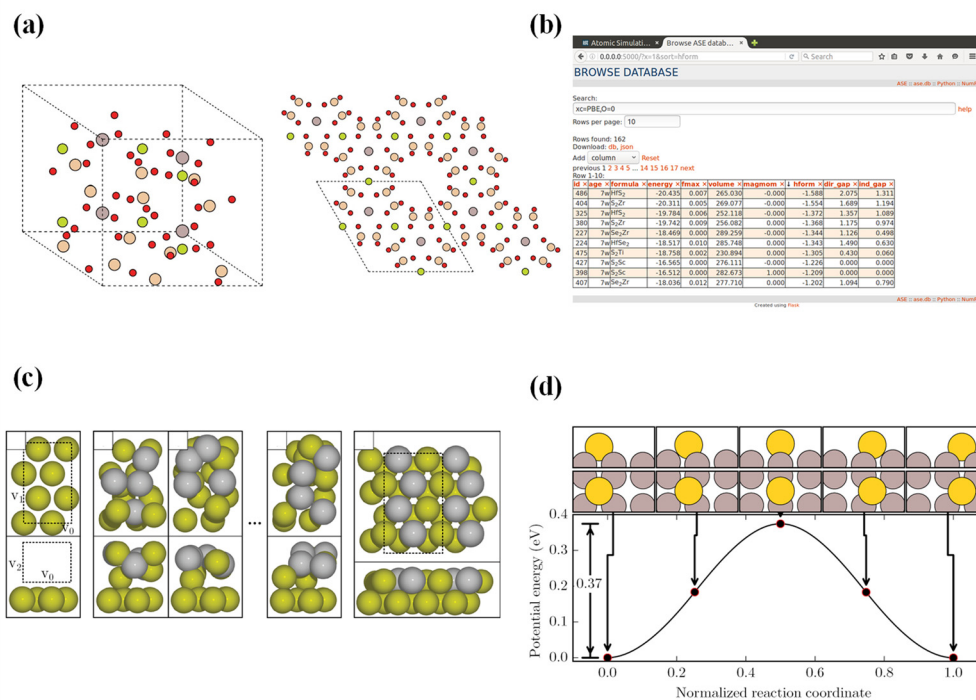 (a)
(b)
Atomic Simulati... × Browse ASE datab... ×
0.0.0.0:5000/?x=1&sort=hform
Search
BROWSE DATABASE
ASE :: ase.db :: Python ::
Search:
xc=PBE,O=0
help
Rows per page: 10
Rows found: 162
Download: db, json
Add column Reset
previous 1 2 3 4 5 ... 14 15 16 17 next
Row 1-10:
id × age × formula × energy × fmax × volume × magmom × ↓ hform × dir_gap × ind_gap ×
486 7w HfS2 -20.435 0.007 265.030 -0.000 -1.588 2.075 1.311
404 7w S2Zr -20.311 0.005 269.077 -0.000 -1.554 1.689 1.194
325 7w HfS2 -19.784 0.006 252.118 -0.000 -1.372 1.357 1.089
380 7w S2Zr -19.742 0.009 256.082 -0.000 -1.368 1.175 0.974
227 7w Se2Zr -18.469 0.000 289.259 -0.000 -1.344 1.126 0.498
224 7w HfSe2 -18.517 0.010 285.748 -0.000 -1.343 1.490 0.630
475 7w S2Ti -18.758 0.002 230.894 -0.000 -1.305 0.430 0.060
427 7w S2Sc -16.565 0.000 276.111 -0.000 -1.226 0.000 0.000
398 7w S2Sc -16.512 0.000 282.673 1.000 -1.209 0.000 0.000
407 7w Se2Zr -18.036 0.012 277.710 -0.000 -1.202 1.094 0.790
ASE :: ase.db :: Python ::
Created using Flask
(c)
v1
v0
v2
v0
...
(d)
0.4
0.3
0.2
0.1
0.0
Potential energy (eV)
0.37
0.0 0.2 0.4 0.6 0.8 1.0
Normalized reaction coordinate